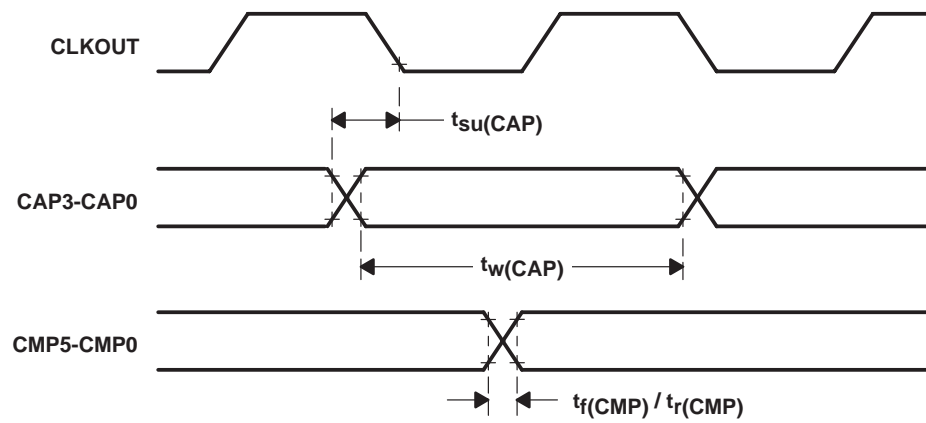 CLKOUT
tsu(CAP)
CAP3-CAP0
tw(CAP)
CMP5-CMP0
tf(CMP) / tr(CMP)